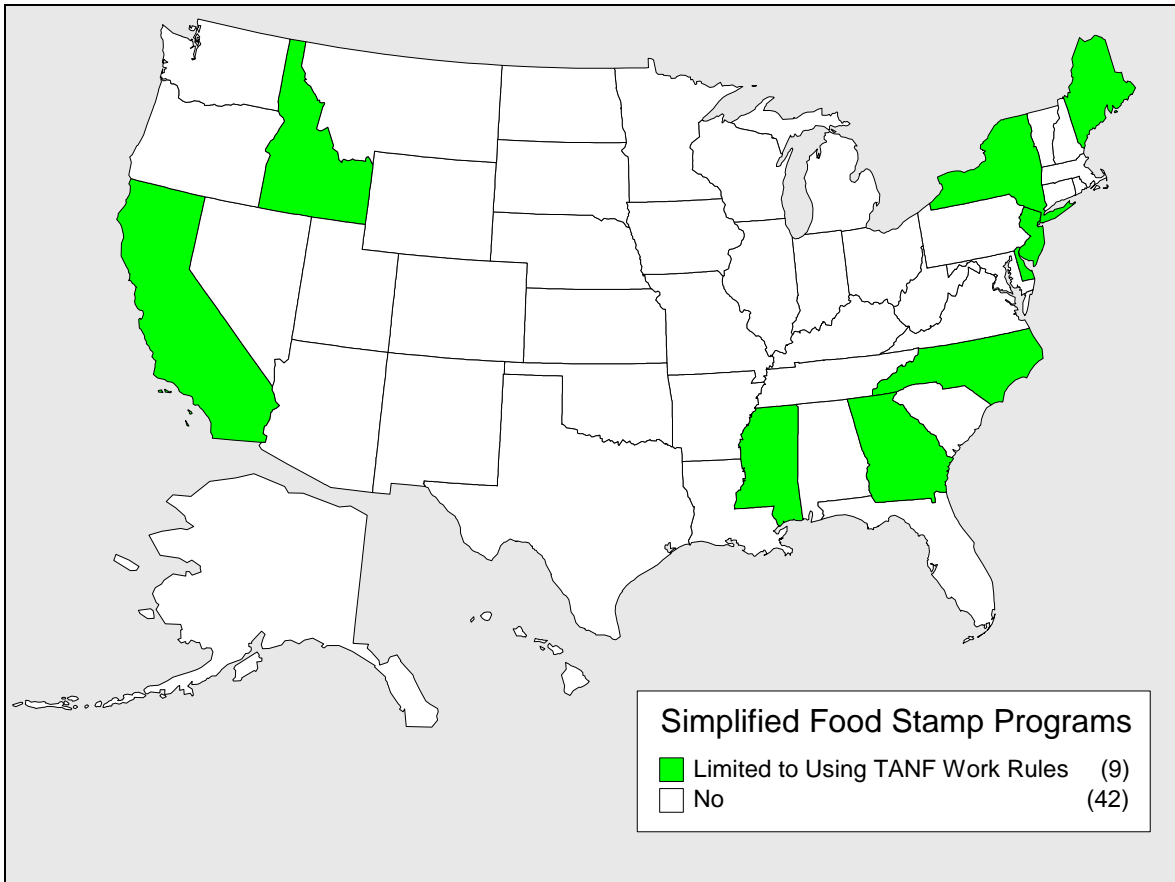 Simplified Food Stamp Programs
Limited to Using TANF Work Rules (9)
No (42)